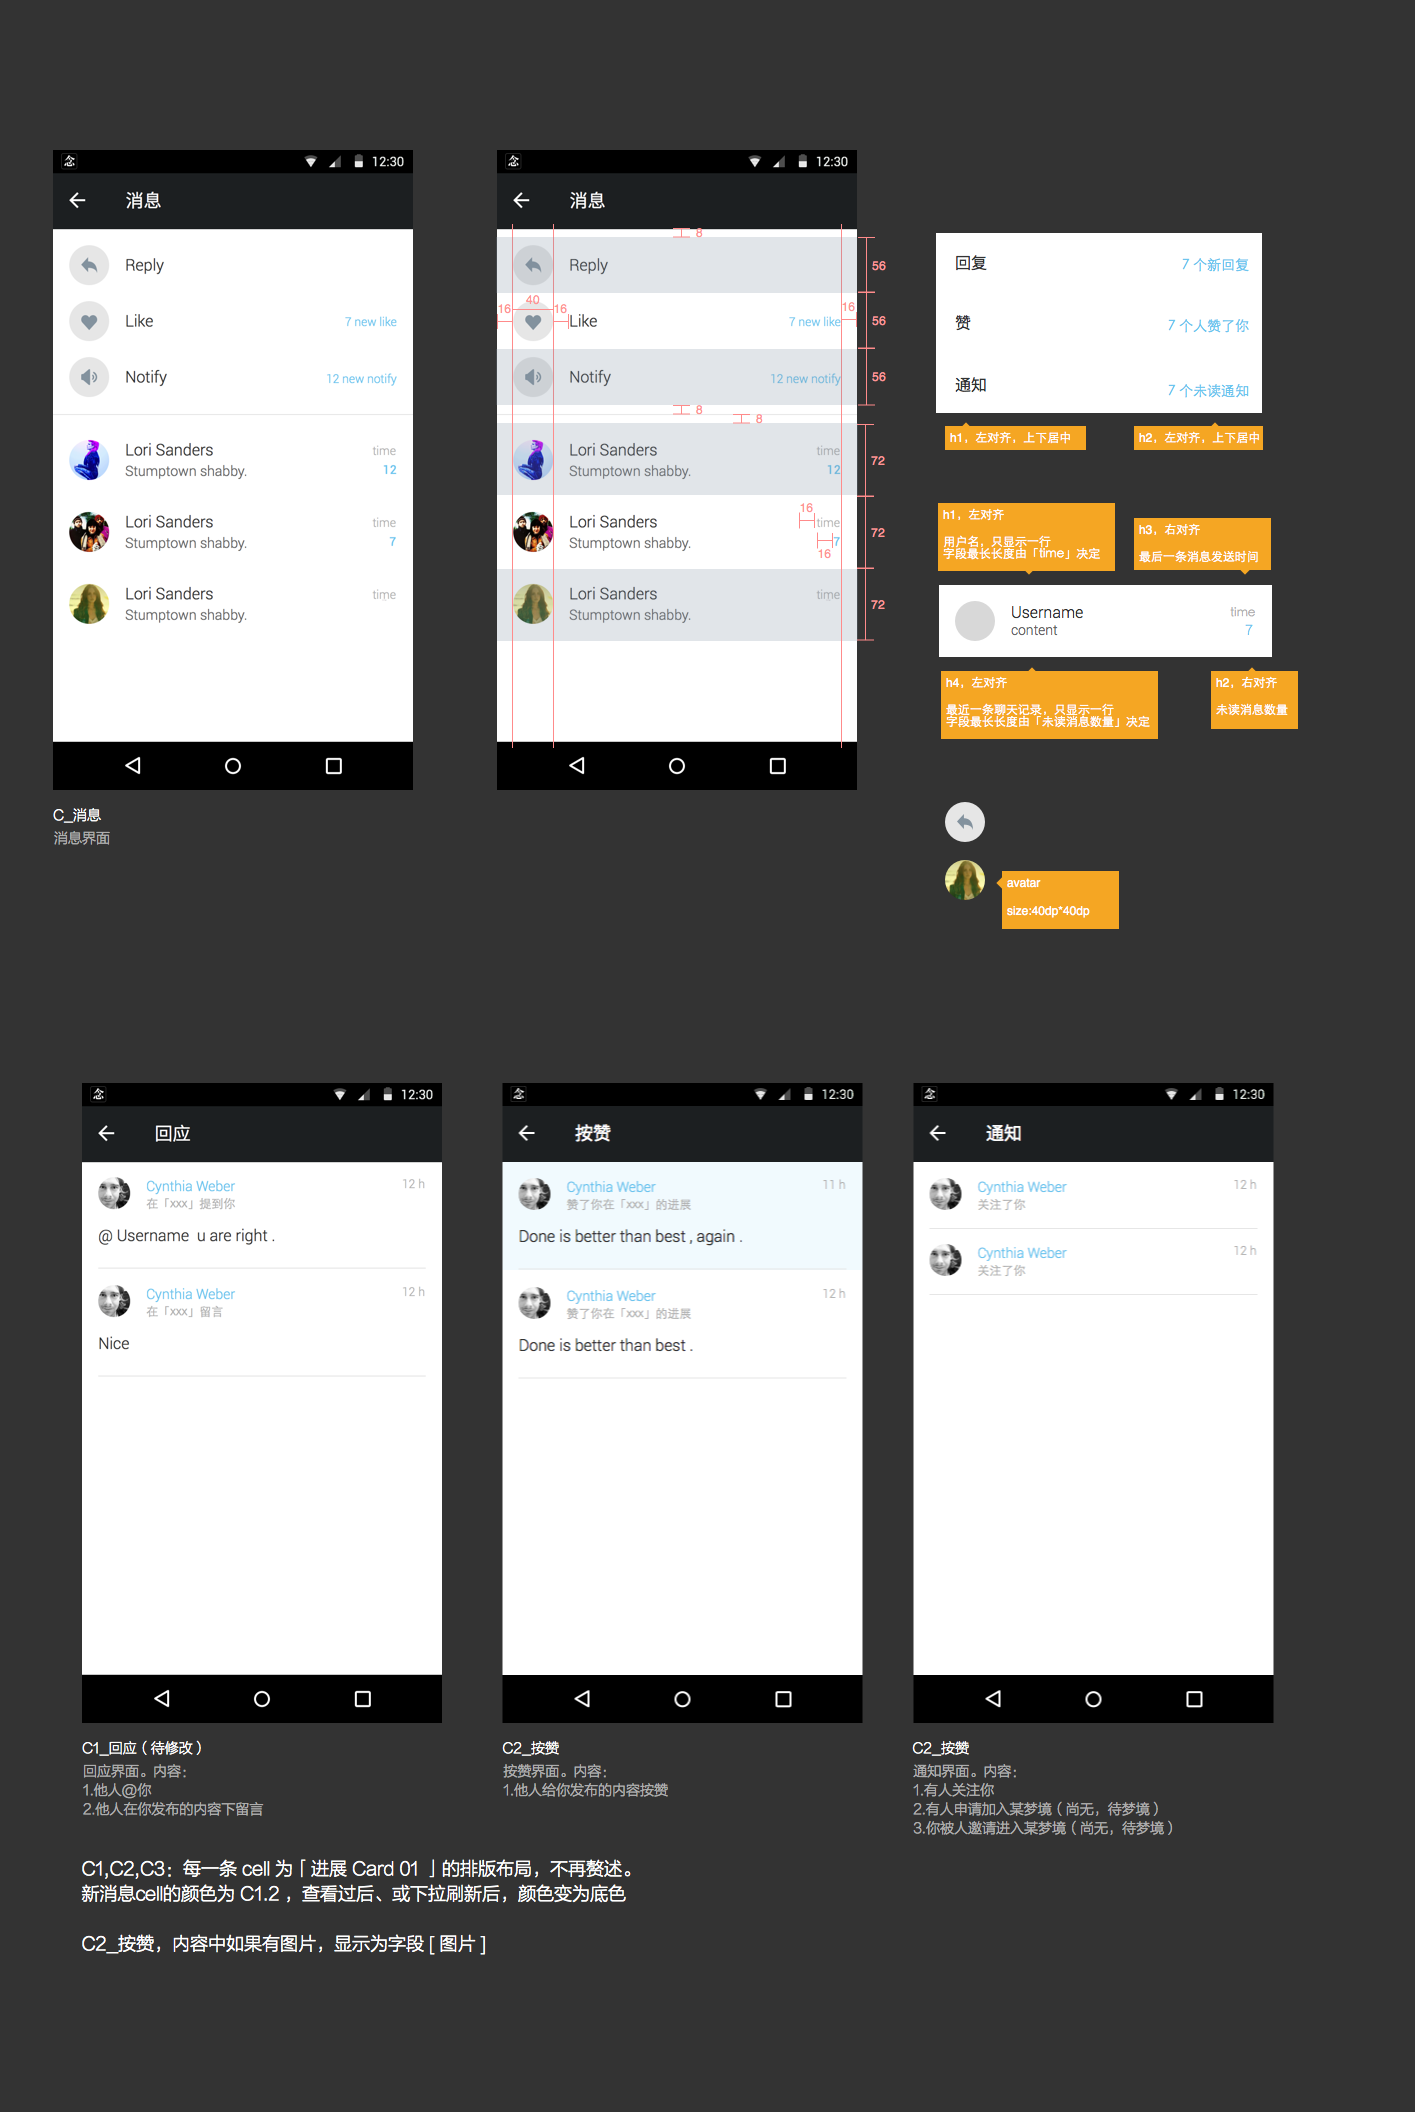 念
12:30
消息
Reply
Like
7 new like
Notify
12 new notify
Lori Sanders
time
Stumptown shabby.
12
Lori Sanders
time
Stumptown shabby.
7
Lori Sanders
time
Stumptown shabby.
C_消息
消息界面
念
12:30
消息
8
Reply
56
16
40
16
Like
7 new like
16
56
Notify
12 new notify
56
8
8
Lori Sanders
time
Stumptown shabby.
12
72
16
Lori Sanders
time
Stumptown shabby.
7
16
72
Lori Sanders
time
Stumptown shabby.
72
回复
7 个新回复
赞
7 个人赞了你
通知
7 个未读通知
h1，左对齐，上下居中
h2，左对齐，上下居中
h1，左对齐
用户名，只显示一行
字段最长长度由「time」决定
h3，右对齐
最后一条消息发送时间
Username
time
content
7
h4，左对齐
最近一条聊天记录，只显示一行
字段最长长度由「未读消息数量」决定
h2，右对齐
未读消息数量
avatar
size:40dp*40dp
念
12:30
回应
Cynthia Weber
12 h
在「xxx」提到你
@ Username u are right .
Cynthia Weber
12 h
在「xxx」留言
Nice
C1_回应（待修改）
回应界面。内容：
1.他人@你
2.他人在你发布的内容下留言
念
12:30
按赞
Cynthia Weber
11 h
赞了你在「xxx」的进展
Done is better than best , again .
Cynthia Weber
12 h
赞了你在「xxx」的进展
Done is better than best .
C2_按赞
按赞界面。内容：
1.他人给你发布的内容按赞
念
12:30
通知
Cynthia Weber
12 h
关注了你
Cynthia Weber
12 h
关注了你
C2_按赞
通知界面。内容：
1.有人关注你
2.有人申请加入某梦境（尚无，待梦境）
3.你被人邀请进入某梦境（尚无，待梦境）
C1,C2,C3：每一条 cell 为「 进展 Card 01 」的排版布局，不再赘述。
新消息cell的颜色为 C1.2 ，查看过后、或下拉刷新后，颜色变为底色
C2_按赞，内容中如果有图片，显示为字段 [ 图片 ]